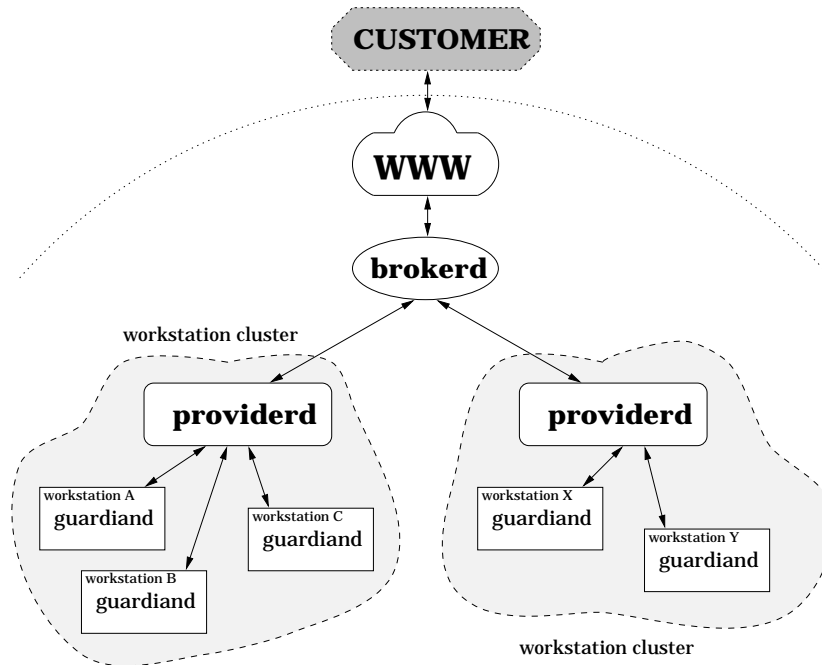 CUSTOMER
WWW
brokerd
workstation cluster
providerd
providerd
workstation A
guardiand
workstation B
guardiand
workstation C
guardiand
workstation X
guardiand
workstation Y
guardiand
workstation cluster